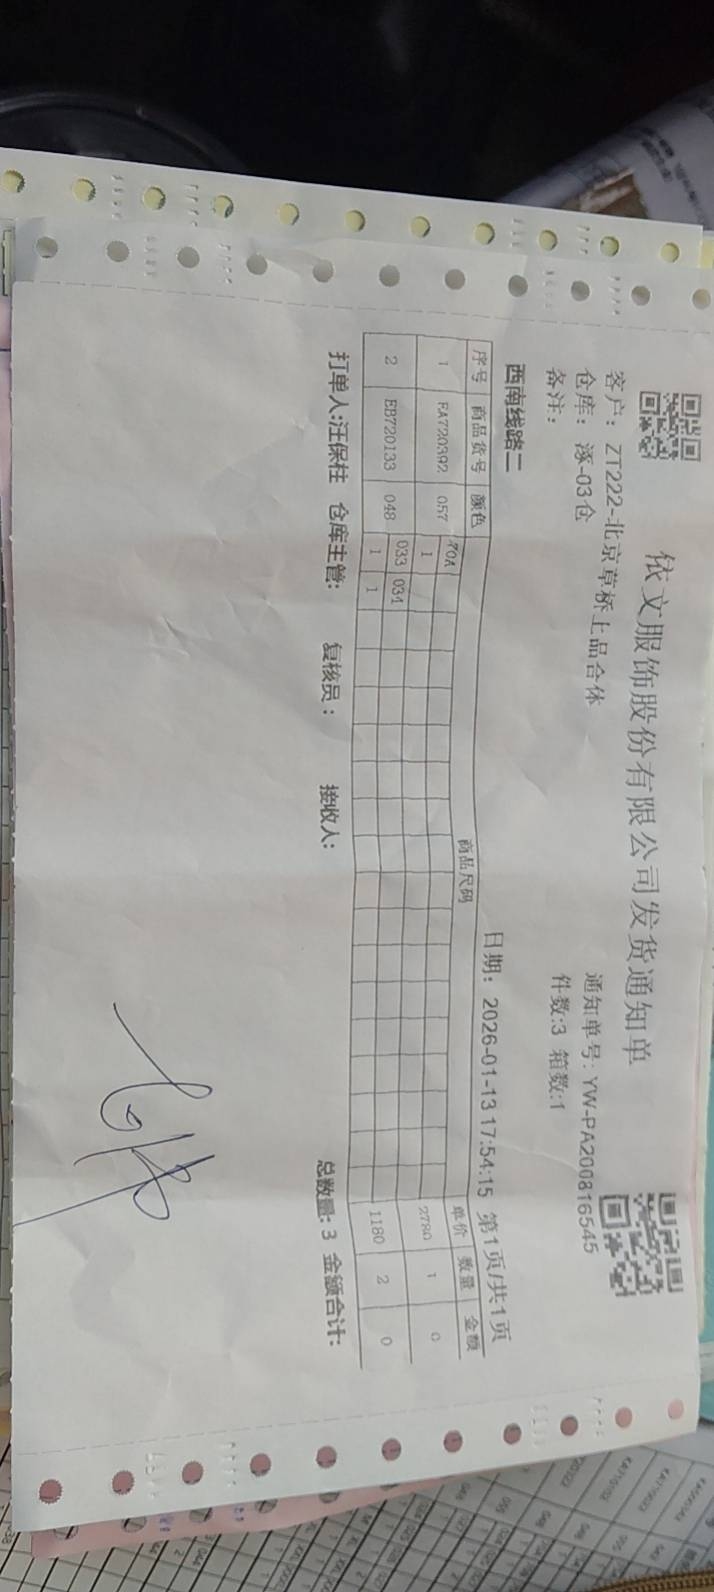 依文服饰股份有限公司发货通知单
客户：ZT222-北京草桥上品合体
通知单号：YW-PA200816545
仓库：涿-03仓
件数:3 箱数:1
备注：
西南线路二
日期：2026-01-13 17:54:15 第1页/共1页
序号 商品货号 颜色 商品尺码 单价 数量 金额
70A
1 EA720392 057 1 2780 1 0
033 034
2 EB720133 048 1 1 1180 2 0
打单人:汪保柱 仓库主管: 复核员: 接收人: 总数量: 3 金额合计: